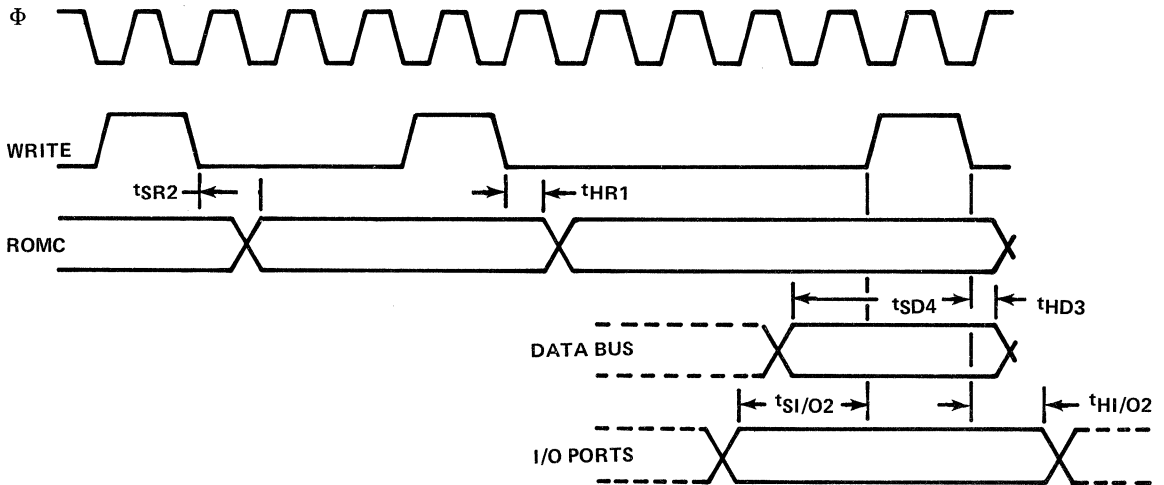 Φ
WRITE
tSR2
tHR1
ROMC
tSD4
tHD3
DATA BUS
tSI/O2
tHI/O2
I/O PORTS